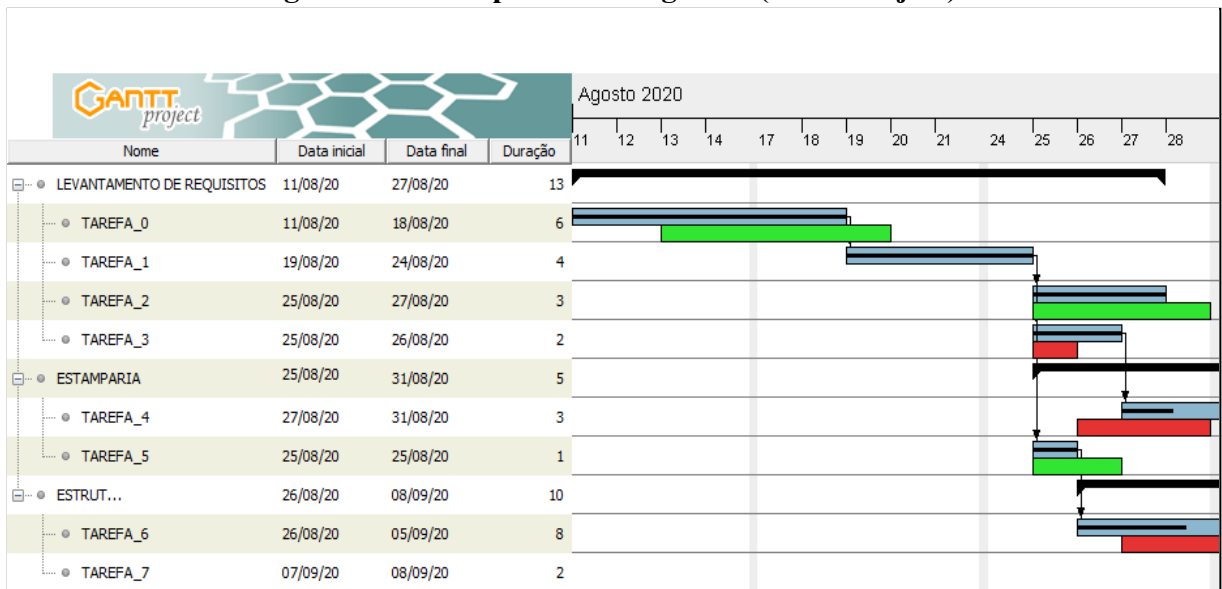 GANTT
project
Agosto 2020
11 12 13 14 17 18 19 20 21 24 25 26 27 28
Nome Data inicial Data final Duração
LEVANTAMENTO DE REQUISITOS 11/08/20 27/08/20 13
TAREFA_0 11/08/20 18/08/20 6
TAREFA_1 19/08/20 24/08/20 4
TAREFA_2 25/08/20 27/08/20 3
TAREFA_3 25/08/20 26/08/20 2
ESTAMPARIA 25/08/20 31/08/20 5
TAREFA_4 27/08/20 31/08/20 3
TAREFA_5 25/08/20 25/08/20 1
ESTRUT... 26/08/20 08/09/20 10
TAREFA_6 26/08/20 05/09/20 8
TAREFA_7 07/09/20 08/09/20 2